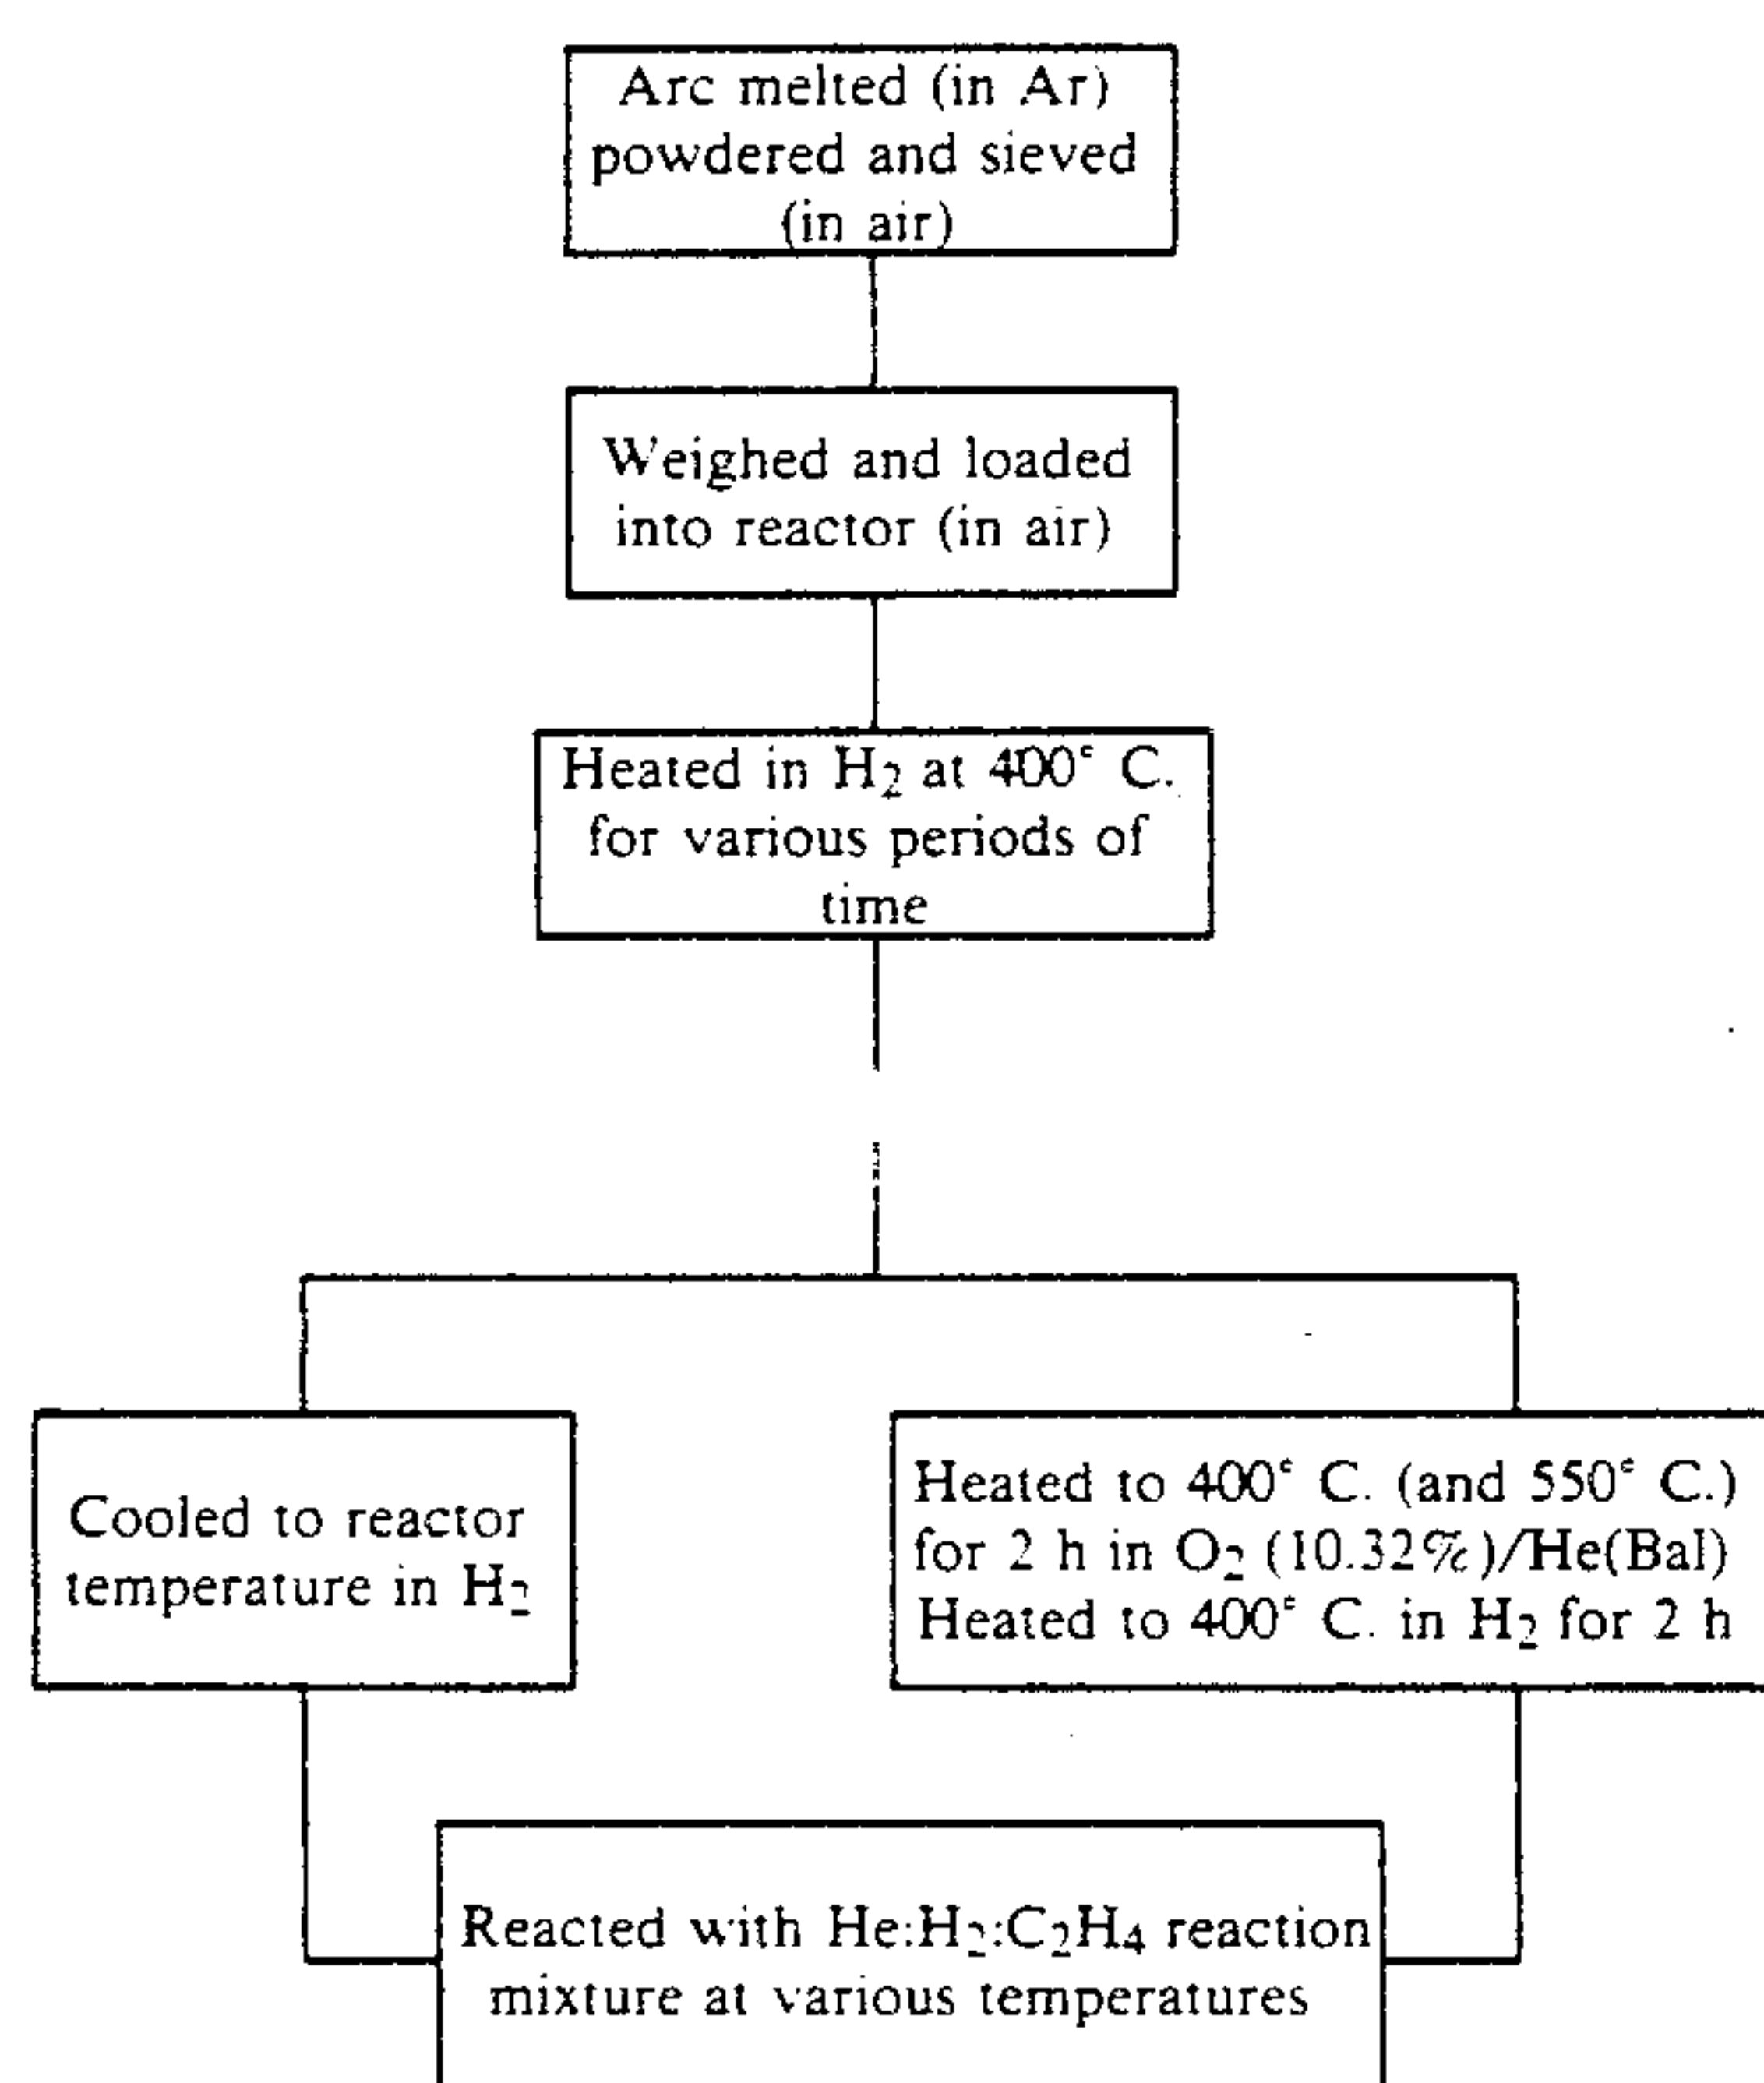 Arc melted (in Ar)
powdered and sieved
(in air)
Weighed and loaded
into reactor (in air)
Heated in H₂ at 400° C.
for various periods of
time
Cooled to reactor
temperature in H₂
Heated to 400° C. (and 550° C.)
for 2 h in O₂ (10.32%)/He(Bal)
Heated to 400° C. in H₂ for 2 h
Reacted with He:H₂:C₂H₄ reaction
mixture at various temperatures